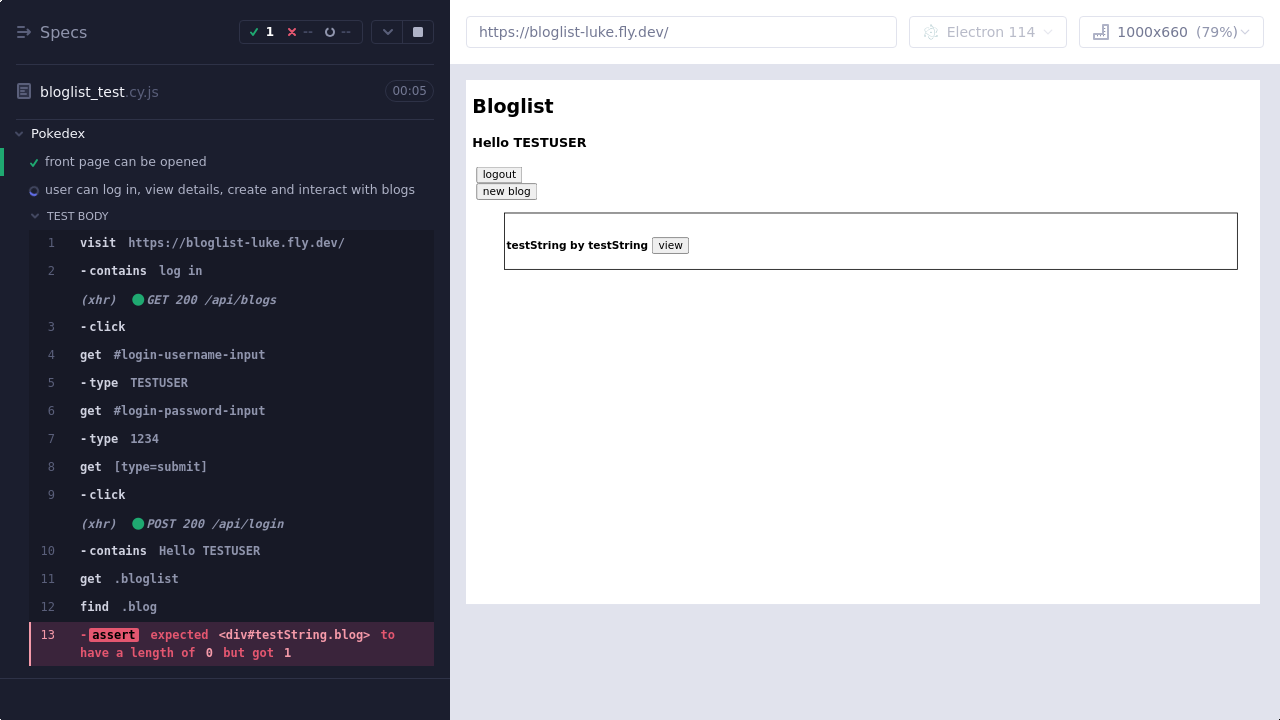 Specs
1 -- --
bloglist_test.cy.js 00:05
Pokedex
front page can be opened
user can log in, view details, create and interact with blogs
TEST BODY
1 visit https://bloglist-luke.fly.dev/
2 -contains log in
(xhr) GET 200 /api/blogs
3 -click
4 get #login-username-input
5 -type TESTUSER
6 get #login-password-input
7 -type 1234
8 get [type=submit]
9 -click
(xhr) POST 200 /api/login
10 -contains Hello TESTUSER
11 get .bloglist
12 find .blog
13 -assert expected <div#testString.blog> to
have a length of 0 but got 1
https://bloglist-luke.fly.dev/
Electron 114
1000x660 (79%)
Bloglist
Hello TESTUSER
logout
new blog
testString by testString view